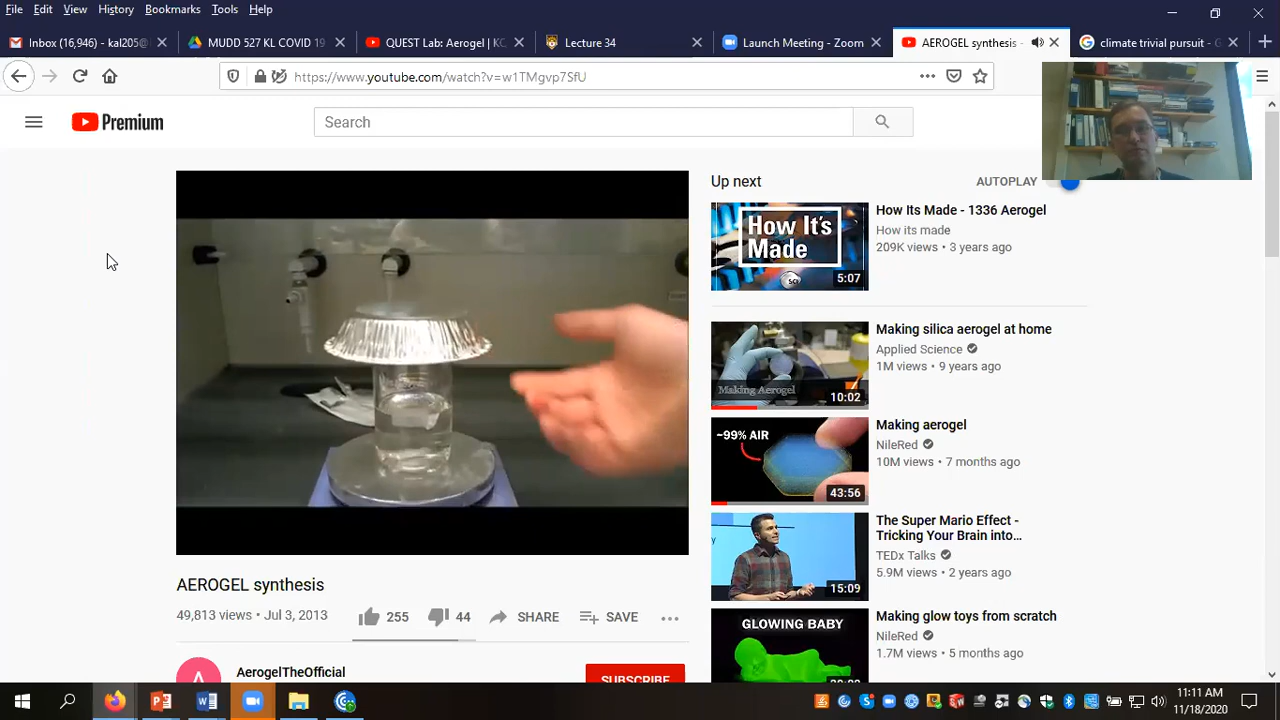 File Edit View History Bookmarks Tools Help
Inbox (16,946) - kal205@
MUDD 527 KL COVID 19
QUEST Lab: Aerogel | KC
Lecture 34
Launch Meeting - Zoom
AEROGEL synthesis -
climate trivial pursuit - G
https://www.youtube.com/watch?v=w1TMgvp7SfU
Premium
Search
Up next
AUTOPLAY
How It's Made
5:07
How Its Made - 1336 Aerogel
How its made
209K views • 3 years ago
Making Aerogel
10:02
Making silica aerogel at home
Applied Science
1M views • 9 years ago
~99% AIR
43:56
Making aerogel
NileRed
10M views • 7 months ago
15:09
The Super Mario Effect -
Tricking Your Brain into...
TEDx Talks
5.9M views • 2 years ago
GLOWING BABY
Making glow toys from scratch
NileRed
1.7M views • 5 months ago
AEROGEL synthesis
49,813 views • Jul 3, 2013
255
44
SHARE
SAVE
A
AerogelTheOfficial
SUBSCRIBE
11:11 AM
11/18/2020